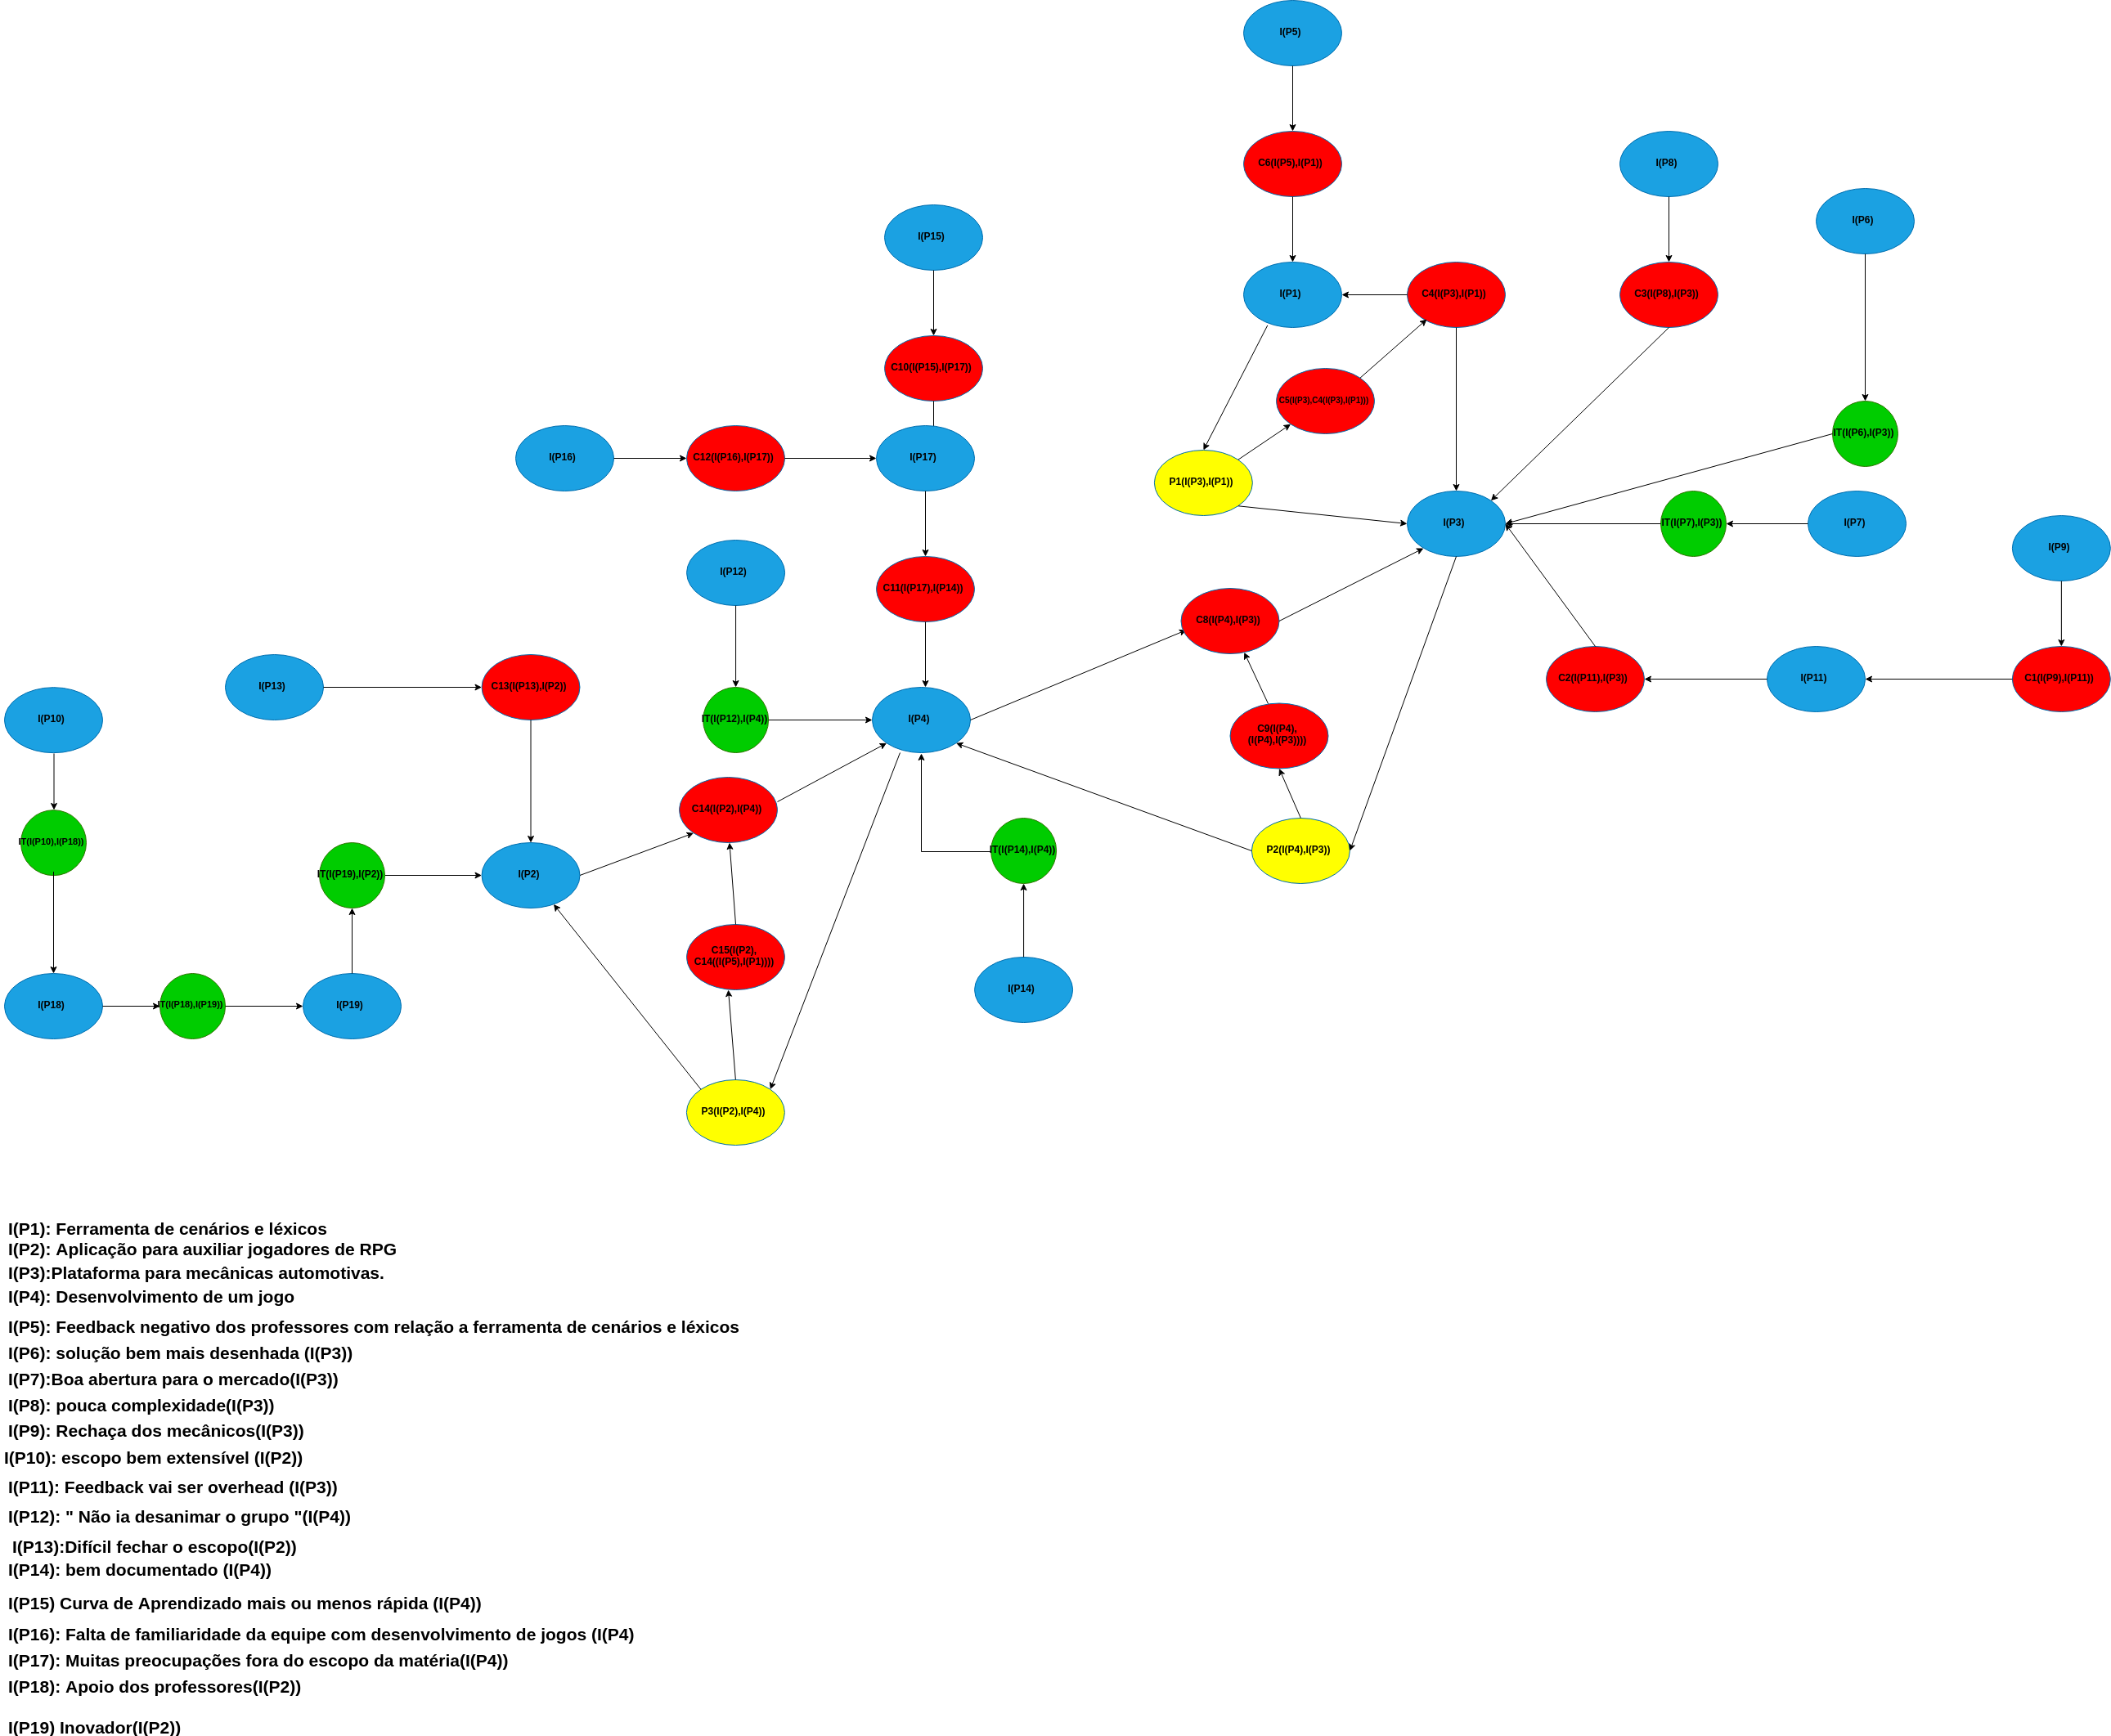 I(P5)
C6(I(P5),I(P1))
I(P8)
I(P6)
I(P15)
I(P1)
C4(I(P3),I(P1))
C3(I(P8),I(P3))
C10(I(P15),I(P17))
C5(I(P3),C4(I(P3),I(P1)))
IT(I(P6),I(P3))
I(P16)
C12(I(P16),I(P17))
I(P17)
P1(I(P3),I(P1))
I(P3)
IT(I(P7),I(P3))
I(P7)
I(P9)
I(P12)
C11(I(P17),I(P14))
C8(I(P4),I(P3))
C2(I(P11),I(P3))
I(P11)
C1(I(P9),I(P11))
I(P13)
C13(I(P13),I(P2))
I(P10)
IT(I(P12),I(P4))
I(P4)
C9(I(P4),
(I(P4),I(P3))))
C14(I(P2),I(P4))
IT(I(P10),I(P18))
IT(I(P14),I(P4))
P2(I(P4),I(P3))
IT(I(P19),I(P2))
I(P2)
C15(I(P2),
C14((I(P5),I(P1))))
I(P14)
I(P18)
IT(I(P18),I(P19))
I(P19)
P3(I(P2),I(P4))
I(P1): Ferramenta de cenários e léxicos
I(P2): Aplicação para auxiliar jogadores de RPG
I(P3):Plataforma para mecânicas automotivas.
I(P4): Desenvolvimento de um jogo
I(P5): Feedback negativo dos professores com relação a ferramenta de cenários e léxicos
I(P6): solução bem mais desenhada (I(P3))
I(P7):Boa abertura para o mercado(I(P3))
I(P8): pouca complexidade(I(P3))
I(P9): Rechaça dos mecânicos(I(P3))
I(P10): escopo bem extensível (I(P2))
I(P11): Feedback vai ser overhead (I(P3))
I(P12): " Não ia desanimar o grupo "(I(P4))
I(P13):Difícil fechar o escopo(I(P2))
I(P14): bem documentado (I(P4))
I(P15) Curva de Aprendizado mais ou menos rápida (I(P4))
I(P16): Falta de familiaridade da equipe com desenvolvimento de jogos (I(P4)
I(P17): Muitas preocupações fora do escopo da matéria(I(P4))
I(P18): Apoio dos professores(I(P2))
I(P19) Inovador(I(P2))